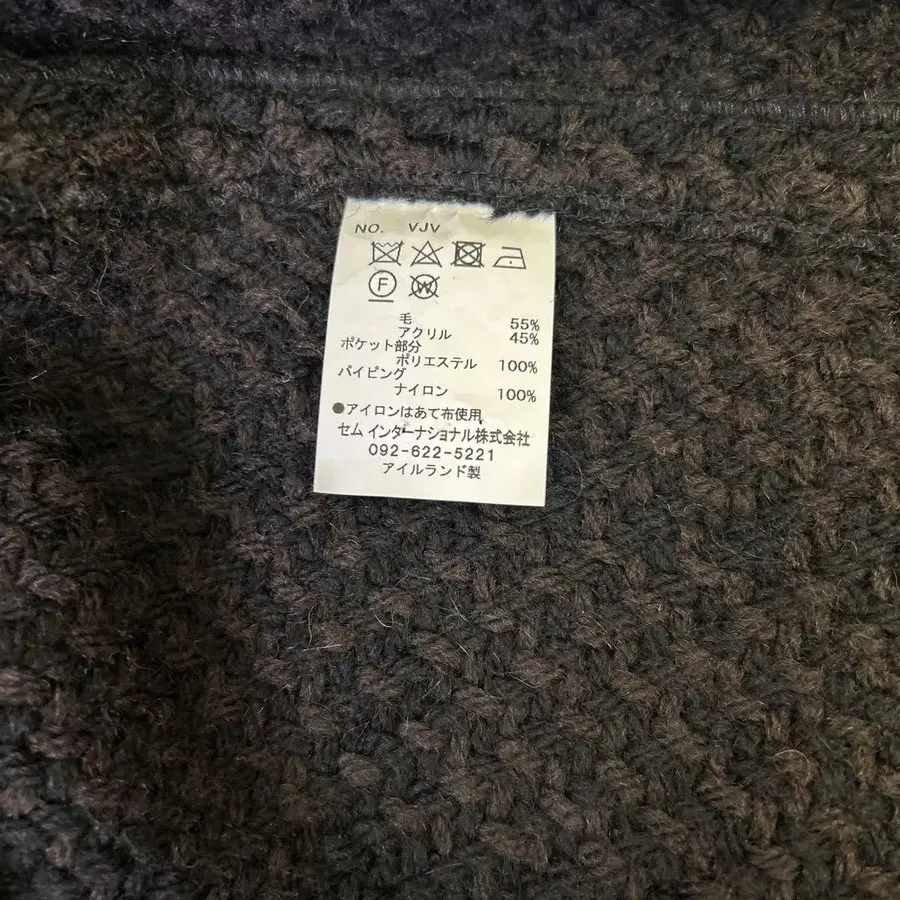 NO. VJV
F
W
毛 55%
アクリル 45%
ポケット部分
ポリエステル 100%
パイピング
ナイロン 100%
●アイロンはあて布使用
セム インターナショナル株式会社
092-622-5221
アイルランド製